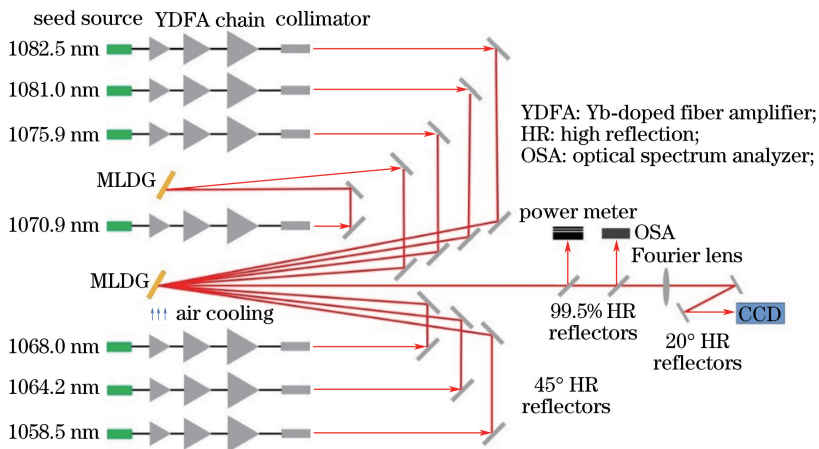 seed source YDFA chain collimator
1082.5 nm
1081.0 nm
1075.9 nm
YDFA: Yb-doped fiber amplifier;
HR: high reflection;
OSA: optical spectrum analyzer;
MLDG
1070.9 nm
power meter
OSA
Fourier lens
MLDG
air cooling
99.5% HR
reflectors
CCD
20° HR
reflectors
1068.0 nm
1064.2 nm
45° HR
reflectors
1058.5 nm